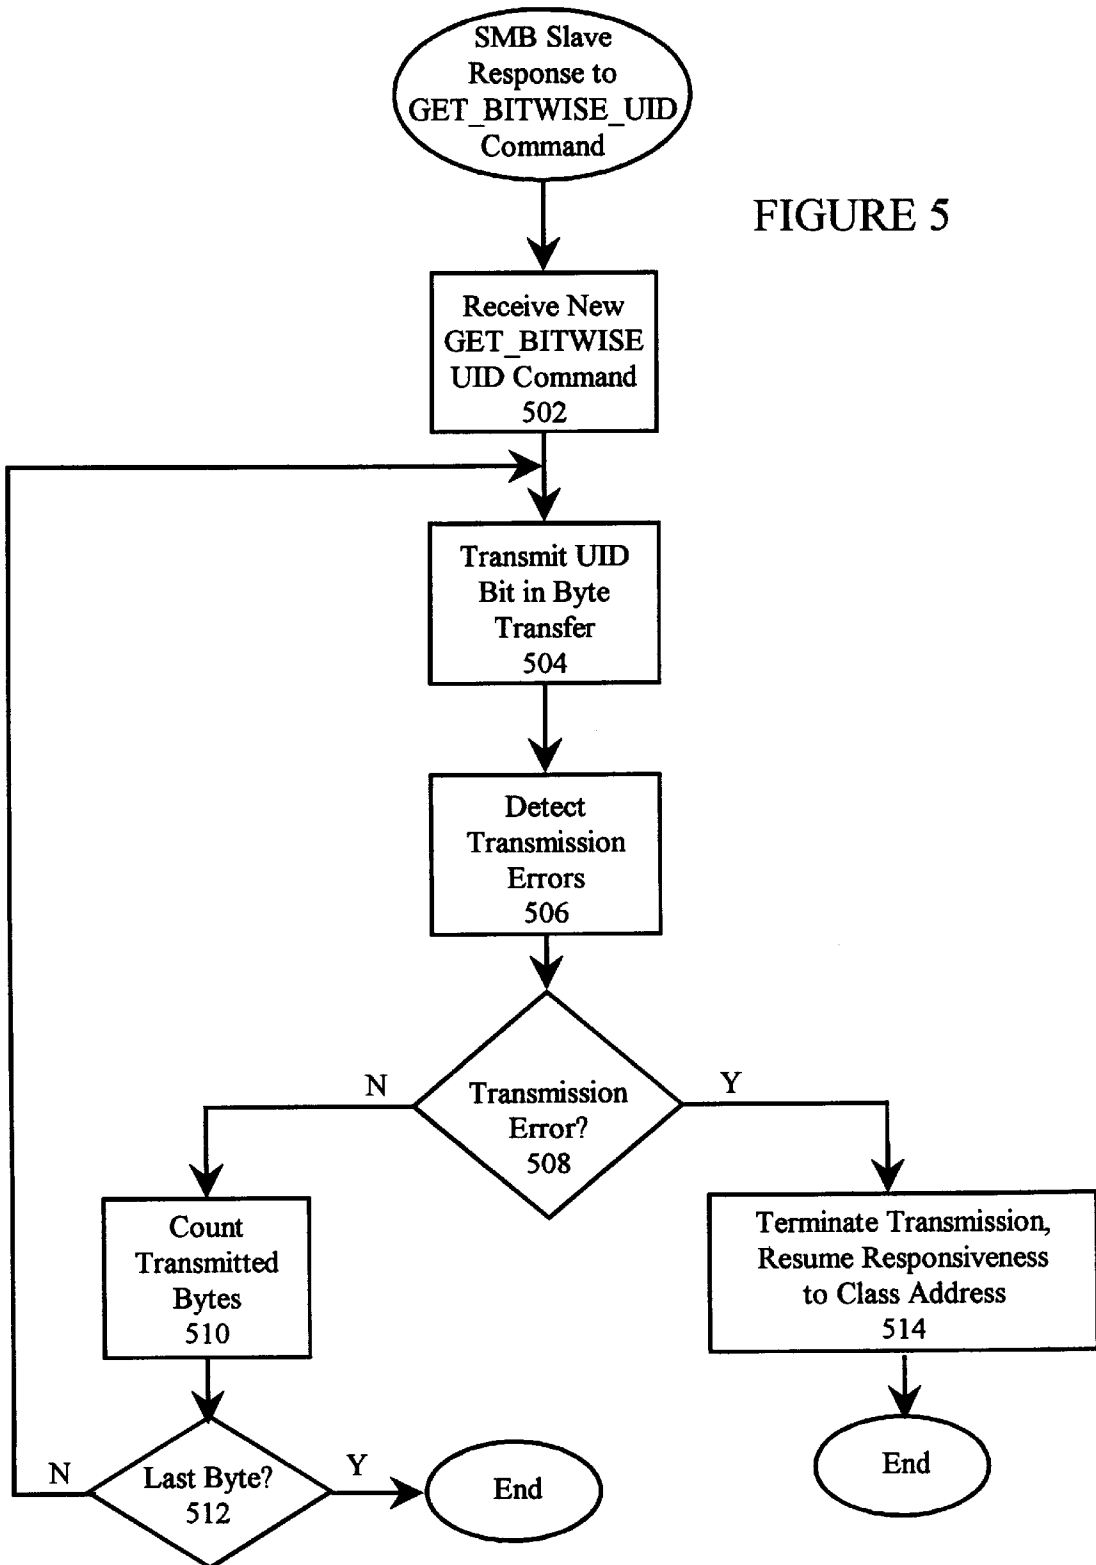 SMB Slave
Response to
GET_BITWISE_UID
Command
FIGURE 5
Receive New
GET_BITWISE
UID Command
502
Transmit UID
Bit in Byte
Transfer
504
Detect
Transmission
Errors
506
N
Y
Transmission
Error?
508
Count
Transmitted
Bytes
510
Terminate Transmission,
Resume Responsiveness
to Class Address
514
N
Last Byte?
512
Y
End
End